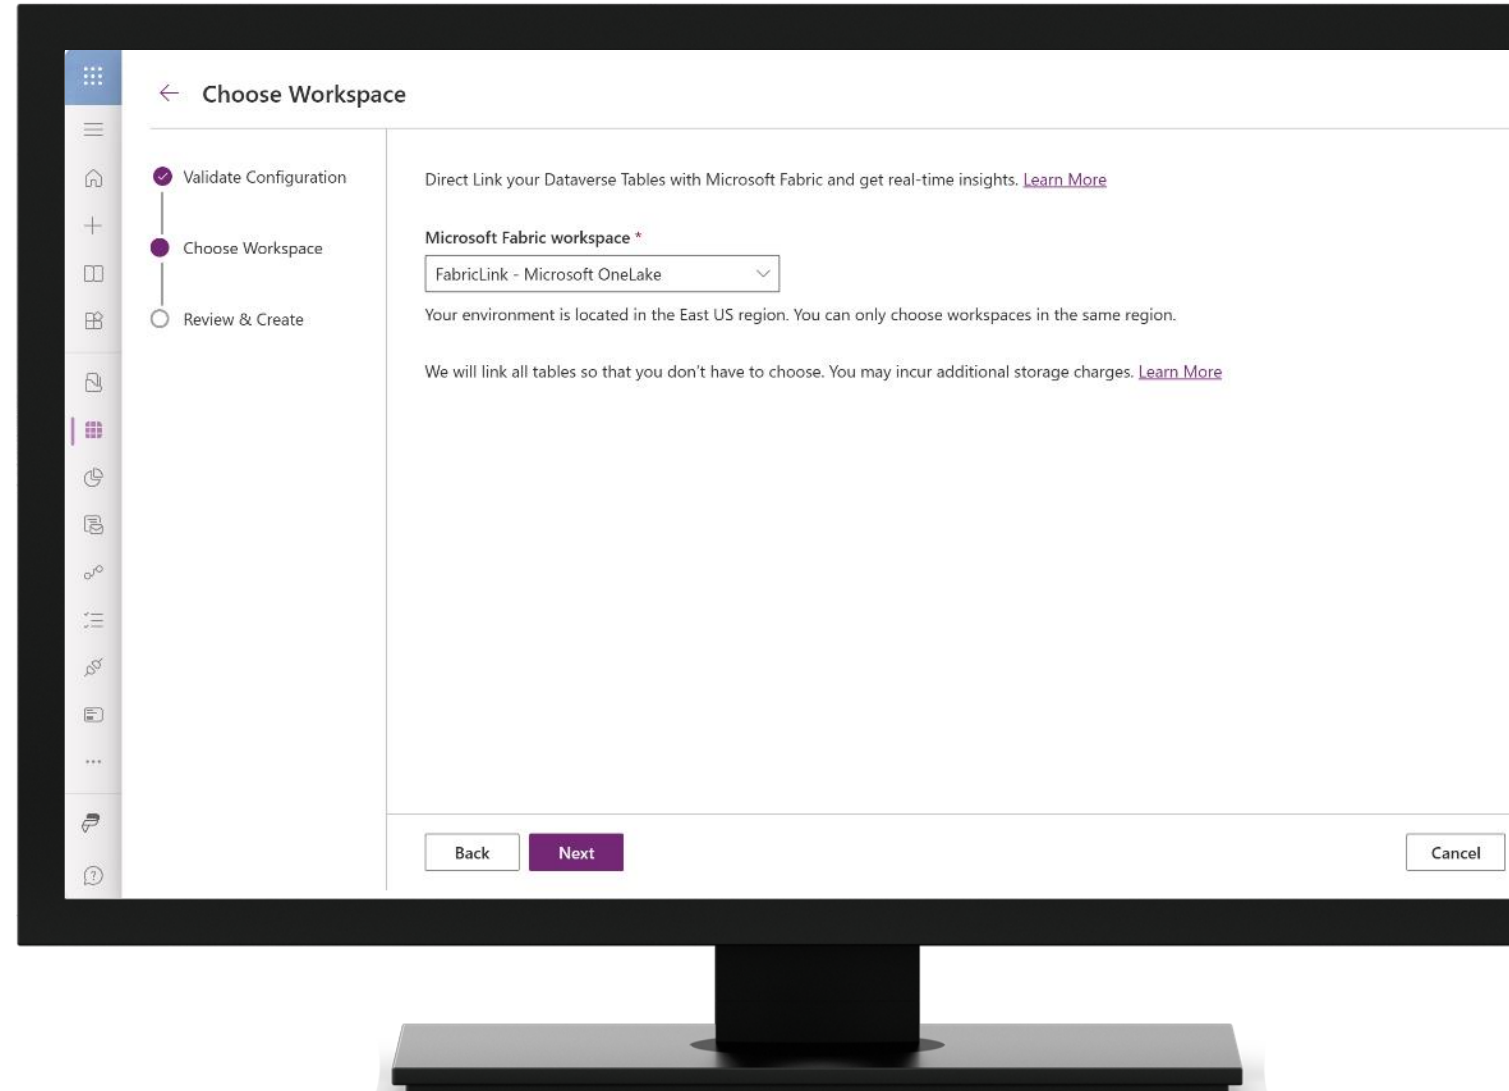 Choose Workspace
Validate Configuration
Choose Workspace
Review & Create
Direct Link your Dataverse Tables with Microsoft Fabric and get real-time insights. Learn More
Microsoft Fabric workspace *
FabricLink - Microsoft OneLake
Your environment is located in the East US region. You can only choose workspaces in the same region.
We will link all tables so that you don't have to choose. You may incur additional storage charges. Learn More
Back
Next
Cancel